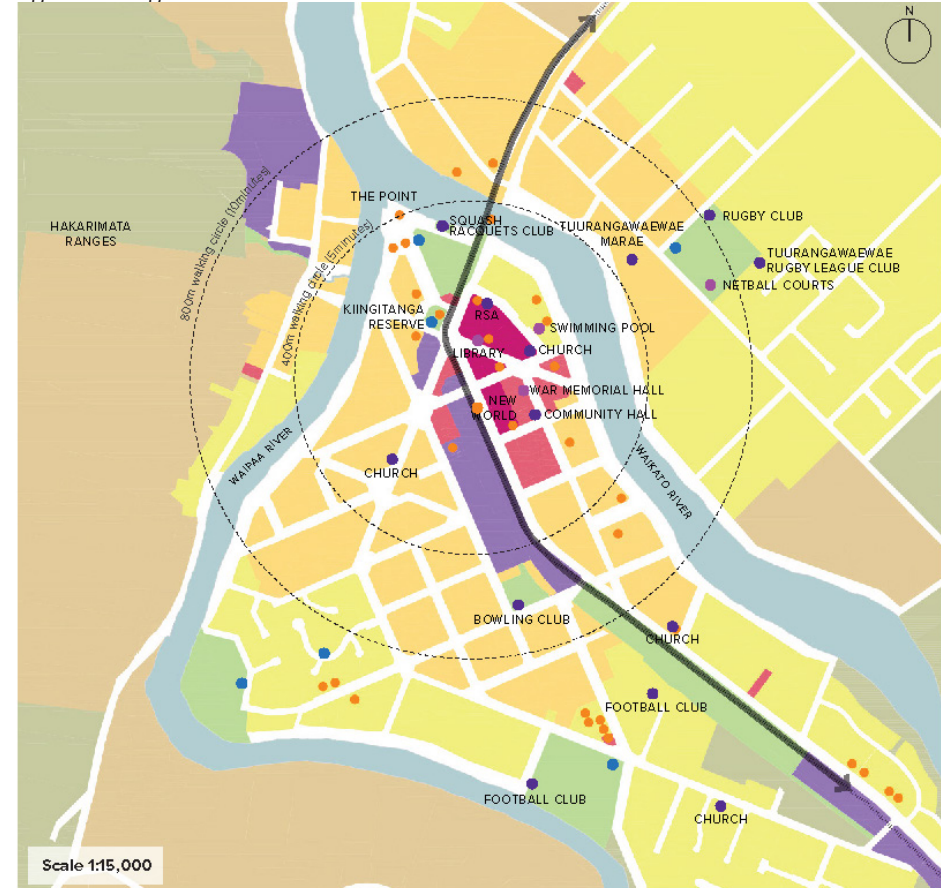 N
THE POINT
SQUASH
RACQUETS CLUB
TUURANGAWAEWAE
MARAE
RUGBY CLUB
TUURANGAWAEWAE
RUGBY LEAGUE CLUB
NETBALL COURTS
HAKARIMATA
RANGES
800m walking circle (10minutes)
400m walking circle (5minutes)
KIINGITANGA
RESERVE
RSA
SWIMMING POOL
LIBRARY
CHURCH
WAR MEMORIAL HALL
NEW
WORLD
COMMUNITY HALL
CHURCH
WAIPAA RIVER
WAIKATO RIVER
BOWLING CLUB
CHURCH
FOOTBALL CLUB
FOOTBALL CLUB
CHURCH
Scale 1:15,000